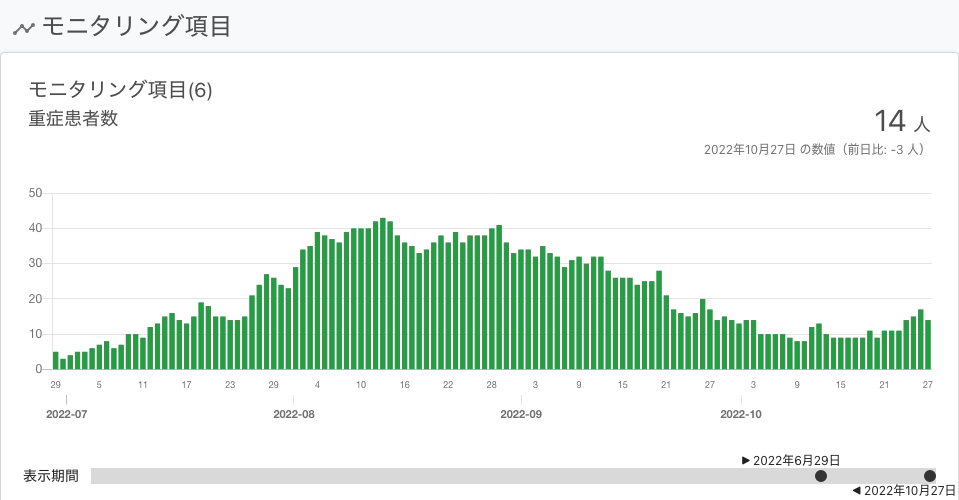 モニタリング項目
モニタリング項目(6)
重症患者数
14 人
2022年10月27日 の数値（前日比: -3 人）
50
40
30
20
10
0
29 5 11 17 23 29 4 10 16 22 28 3 9 15 21 27 3 9 15 21 27
2022-07 2022-08 2022-09 2022-10
▶ 2022年6月29日
表示期間
◀ 2022年10月27日